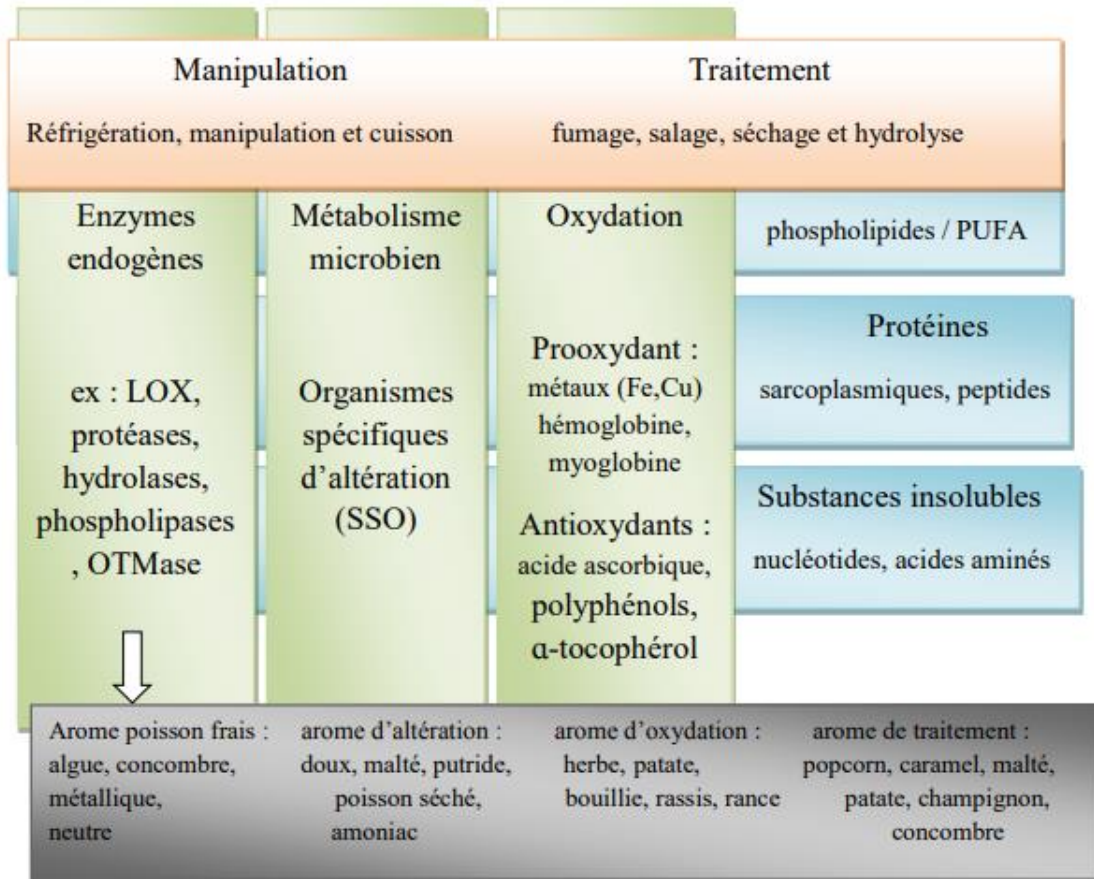 Manipulation
Réfrigération, manipulation et cuisson
Traitement
fumage, salage, séchage et hydrolyse
Enzymes
endogènes
ex : LOX,
protéases,
hydrolases,
phospholipases
, OTMase
Métabolisme
microbien
Organismes
spécifiques
d’altération
(SSO)
Oxydation
Prooxydant :
métaux (Fe,Cu)
hémoglobine,
myoglobine
Antioxydants :
acide ascorbique,
polyphénols,
α-tocophérol
phospholipides / PUFA
Protéines
sarcoplasmiques, peptides
Substances insolubles
nucléotides, acides aminés
Arome poisson frais :
algue, concombre,
métallique,
neutre
arome d’altération :
doux, malté, putride,
poisson séché,
amoniac
arome d’oxydation :
herbe, patate,
bouillie, rassis, rance
arome de traitement :
popcorn, caramel, malté,
patate, champignon,
concombre